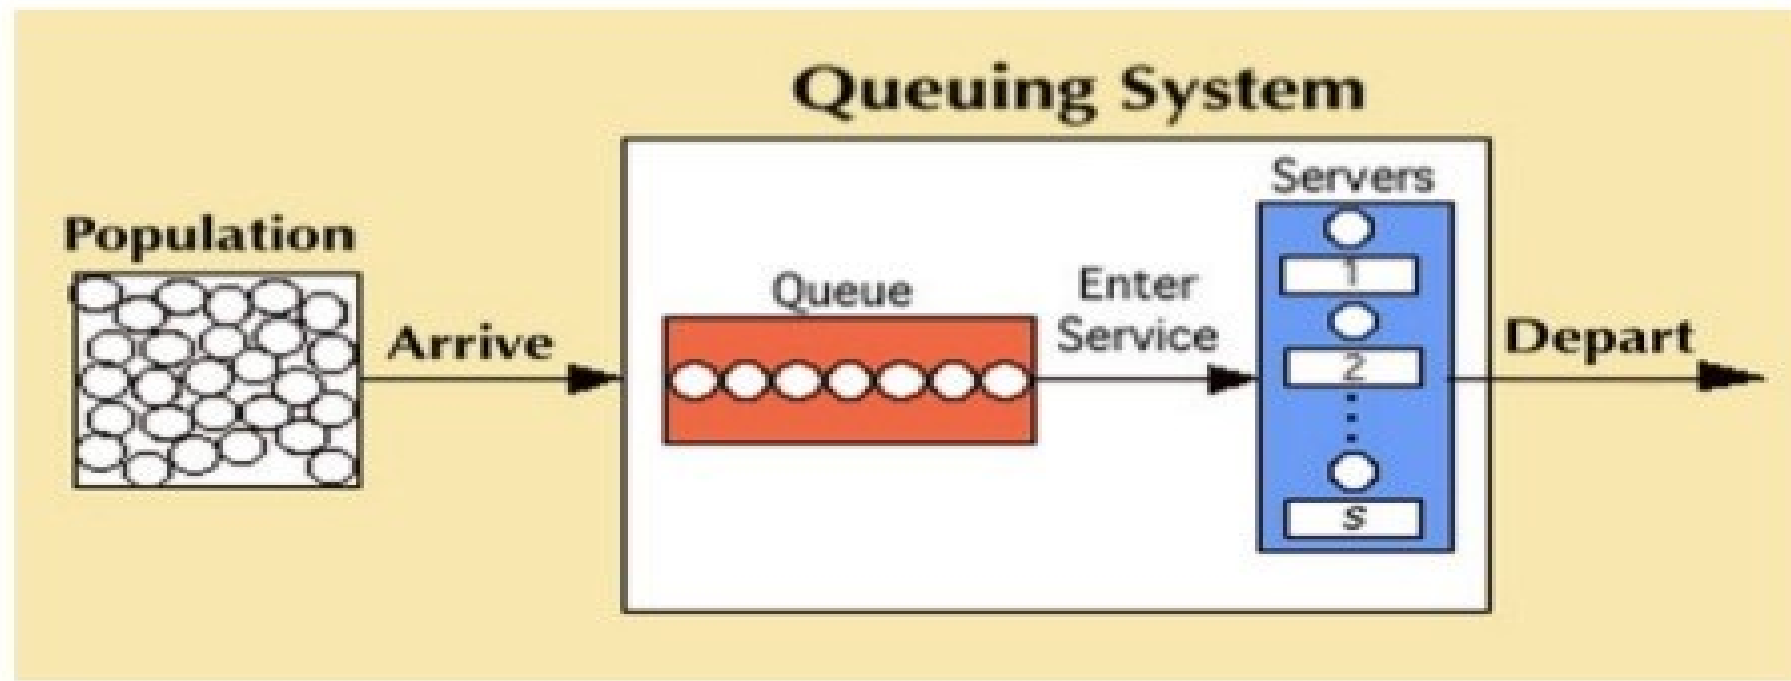 Queuing System
Population
Arrive
Queue
Enter
Service
Servers
1
2
s
Depart